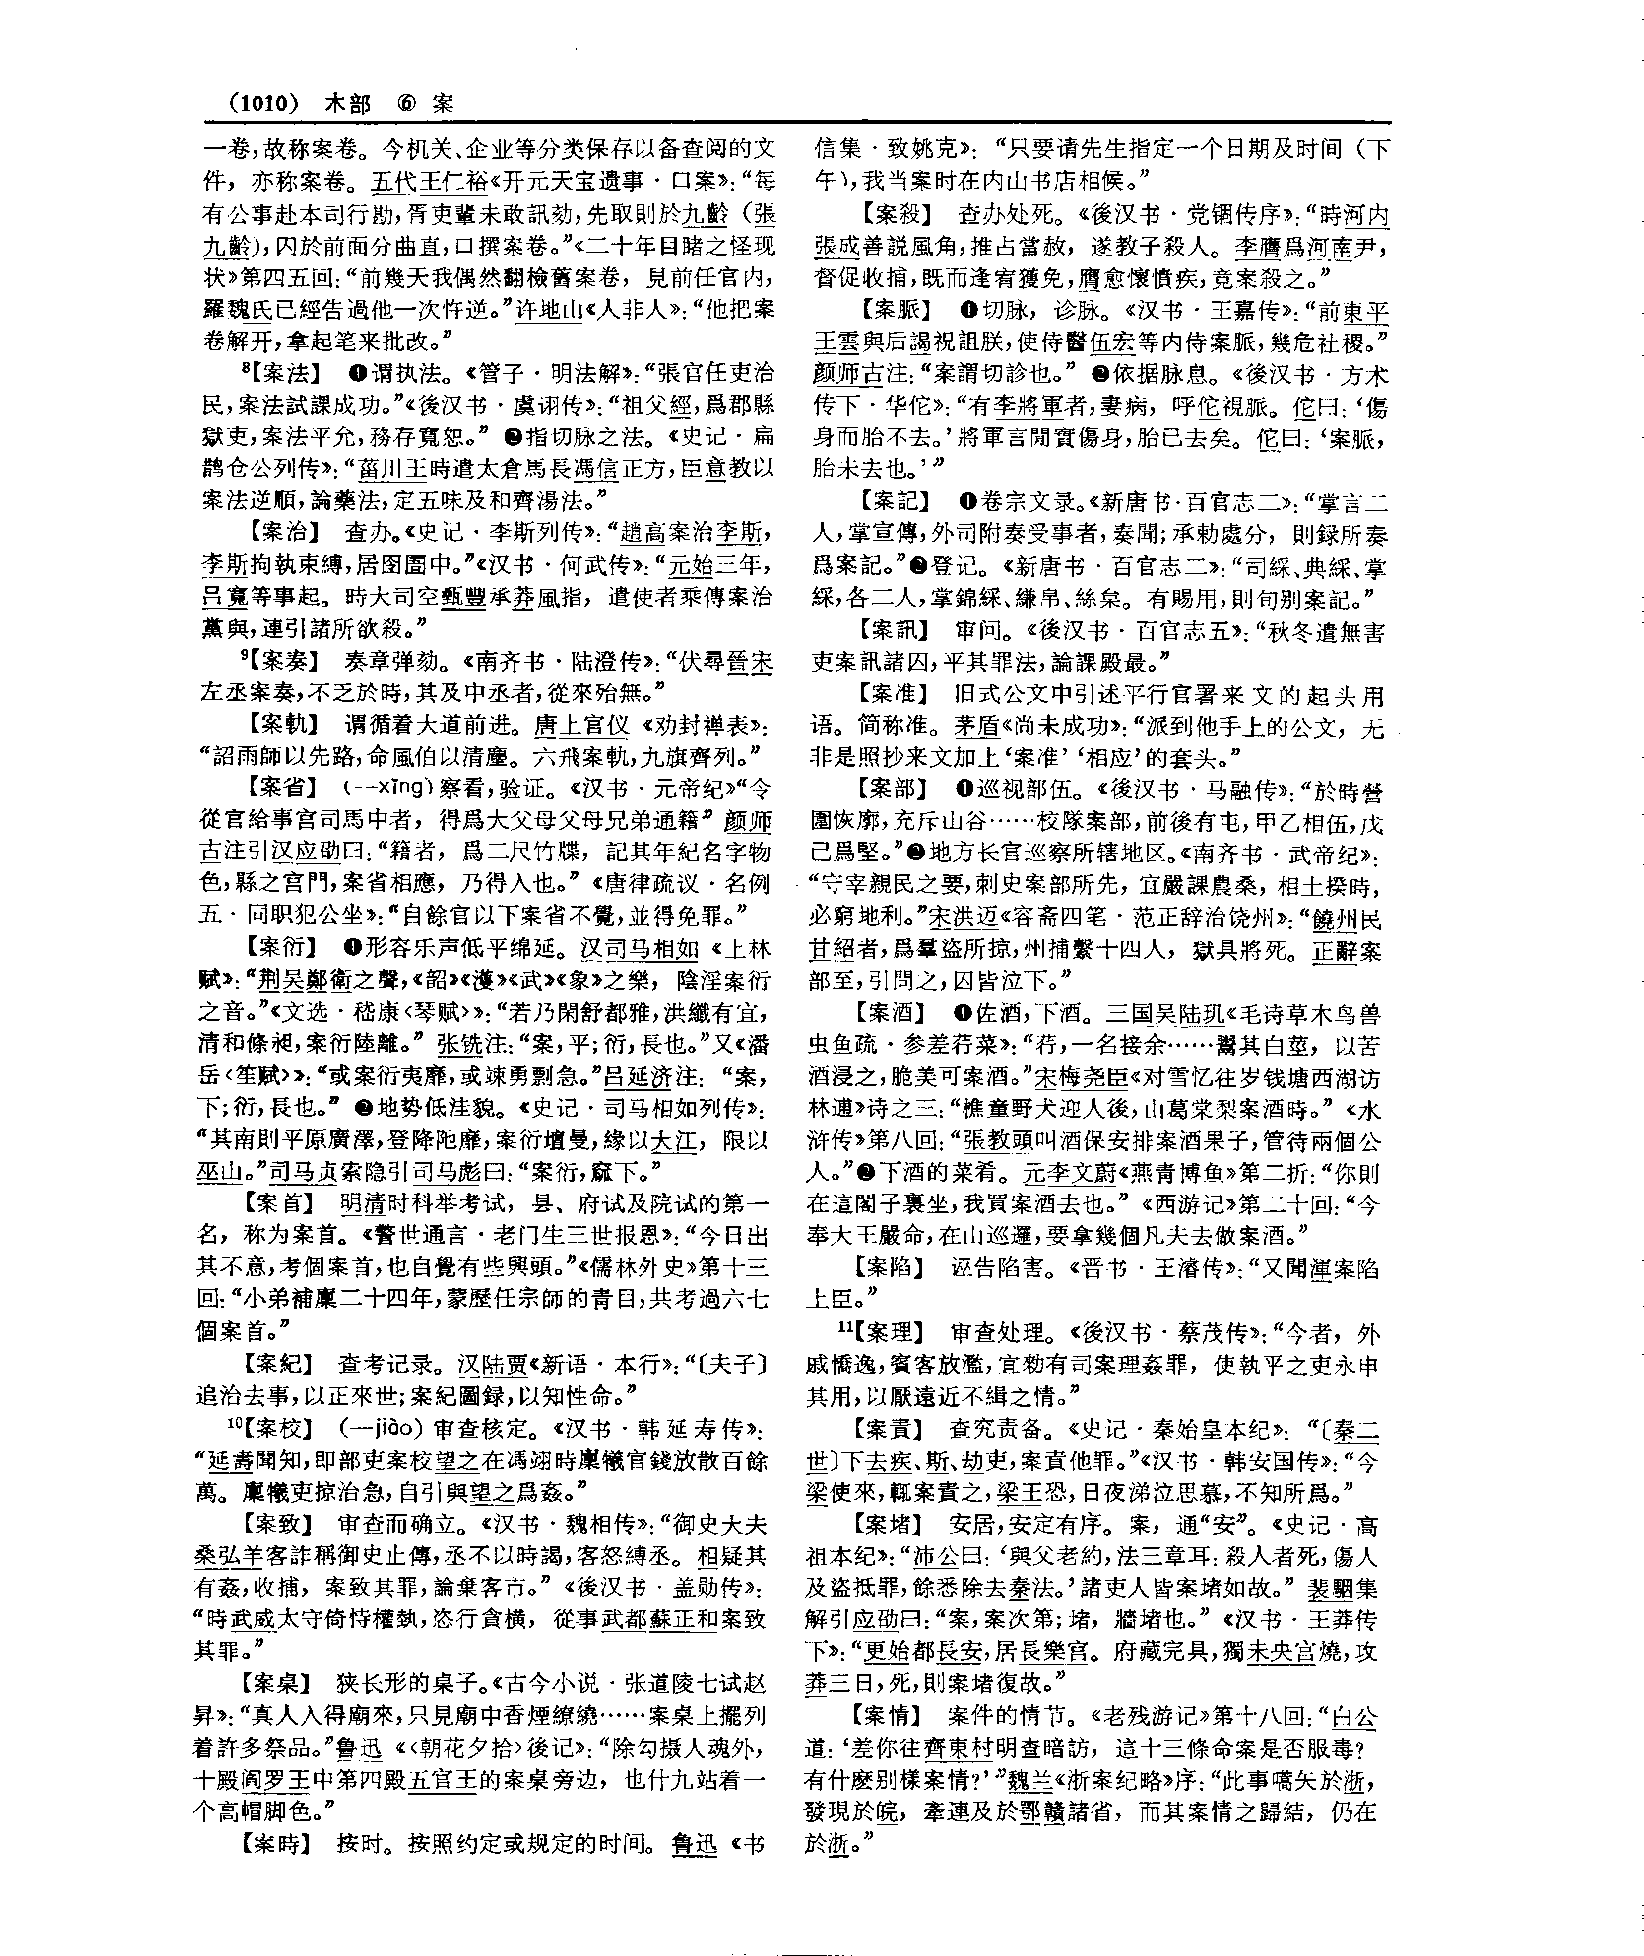 （1010） 木部 ⑥ 案
一卷，故称案卷。今机关、企业等分类保存以备查阅的文
件，亦称案卷。五代王仁裕《开元天宝遗事·口案》：“每
有公事赴本司行勘，胥吏輩未敢訊劾，先取則於九齡（張
九齡），囚於前面分曲直，口撰案卷。”《二十年目睹之怪现
状》第四五回：“前幾天我偶然翻檢舊案卷，見前任官内，
羅魏氏已經告過他一次忤逆。”许地山《人非人》：“他把案
卷解开，拿起笔来批改。”
⁸【案法】 ❶谓执法。《管子·明法解》：“張官任吏治
民，案法試課成功。”《後汉书·虞诩传》：“祖父經，爲郡縣
獄吏，案法平允，務存寬恕。”❷指切脉之法。《史记·扁
鹊仓公列传》：“菑川王時遣太倉馬長馮信正方，臣意教以
案法逆順，論藥法，定五味及和齊湯法。”
【案治】 查办。《史记·李斯列传》：“趙高案治李斯，
李斯拘執束縛，居囹圄中。”《汉书·何武传》：“元始三年，
吕寬等事起。時大司空甄豐承莽風指，遣使者乘傳案治
黨與，連引諸所欲殺。”
⁹【案奏】 奏章弹劾。《南齐书·陆澄传》：“伏尋晉宋
左丞案奏，不乏於時，其及中丞者，從來殆無。”
【案軌】 谓循着大道前进。唐上官仪《劝封禅表》：
“詔雨師以先路，命風伯以清塵。六飛案軌，九旗齊列。”
【案省】 （--xǐng）察看，验证。《汉书·元帝纪》“令
從官給事宫司馬中者，得爲大父母父母兄弟通籍”颜师
古注引汉应劭曰：“籍者，爲二尺竹牒，記其年紀名字物
色，縣之宫門，案省相應，乃得入也。”《唐律疏议·名例
五·同职犯公坐》：“自餘官以下案省不覺，並得免罪。”
【案衍】 ❶形容乐声低平绵延。汉司马相如《上林
赋》：“荆吴鄭衛之聲，《韶》《濩》《武》《象》之樂，陰淫案衍
之音。”《文选·嵇康〈琴赋〉》：“若乃閑舒都雅，洪纖有宜，
清和條昶，案衍陸離。”张铣注：“案，平；衍，長也。”又《潘
岳〈笙赋〉》：“或案衍夷靡，或竦勇剽急。”吕延济注：“案，
下；衍，長也。”❷地势低洼貌。《史记·司马相如列传》：
“其南則平原廣澤，登降陁靡，案衍壇曼，緣以大江，限以
巫山。”司马贞索隐引司马彪曰：“案衍，窳下。”
【案首】 明清时科举考试，县、府试及院试的第一
名，称为案首。《警世通言·老门生三世报恩》：“今日出
其不意，考個案首，也自覺有些興頭。”《儒林外史》第十三
回：“小弟補廩二十四年，蒙歷任宗師的青目，共考過六七
個案首。”
【案紀】 查考记录。汉陆贾《新语·本行》：“〔夫子〕
追治去事，以正來世；案紀圖録，以知性命。”
¹⁰【案校】 （—jiào）审查核定。《汉书·韩延寿传》：
“延壽聞知，即部吏案校望之在馮翊時廩犧官錢放散百餘
萬。廩犧吏掠治急，自引與望之爲姦。”
【案致】 审查而确立。《汉书·魏相传》：“御史大夫
桑弘羊客詐稱御史止傳，丞不以時謁，客怒縛丞。相疑其
有姦，收捕，案致其罪，論棄客市。”《後汉书·盖勋传》：
“時武威太守倚恃權埶，恣行貪横，從事武都蘇正和案致
其罪。”
【案桌】 狭长形的桌子。《古今小说·张道陵七试赵
昇》：“真人入得廟來，只見廟中香煙繚繞……案桌上擺列
着許多祭品。”鲁迅《〈朝花夕拾〉後记》：“除勾摄人魂外，
十殿阎罗王中第四殿五官王的案桌旁边，也什九站着一
个高帽脚色。”
【案時】 按时。按照约定或规定的时间。鲁迅《书
信集·致姚克》：“只要请先生指定一个日期及时间（下
午），我当案时在内山书店相候。”
【案殺】 查办处死。《後汉书·党锢传序》：“時河内
張成善説風角，推占當赦，遂教子殺人。李膺爲河南尹，
督促收捕，既而逢宥獲免，膺愈懷憤疾，竟案殺之。”
【案脈】 ❶切脉，诊脉。《汉书·王嘉传》：“前東平
王雲與后謁祝詛朕，使侍醫伍宏等内侍案脈，幾危社稷。”
颜师古注：“案謂切診也。”❷依据脉息。《後汉书·方术
传下·华佗》：“有李將軍者，妻病，呼佗視脈。佗曰：‘傷
身而胎不去。’將軍言間實傷身，胎已去矣。佗曰：‘案脈，
胎未去也。’”
【案記】 ❶卷宗文录。《新唐书·百官志二》：“掌言二
人，掌宣傳，外司附奏受事者，奏聞；承勅處分，則録所奏
爲案記。”❷登记。《新唐书·百官志二》：“司綵、典綵、掌
綵，各二人，掌錦綵、縑帛、絲枲。有賜用，則旬别案記。”
【案訊】 审问。《後汉书·百官志五》：“秋冬遣無害
吏案訊諸囚，平其罪法，論課殿最。”
【案准】 旧式公文中引述平行官署来文的起头用
语。简称准。茅盾《尚未成功》：“派到他手上的公文，无
非是照抄来文加上‘案准’‘相应’的套头。”
【案部】 ❶巡视部伍。《後汉书·马融传》：“於時營
圍恢廓，充斥山谷……校隊案部，前後有屯，甲乙相伍，戊
己爲堅。”❷地方长官巡察所辖地区。《南齐书·武帝纪》：
“守宰親民之要，刺史案部所先，宜嚴課農桑，相土揆時，
必窮地利。”宋洪迈《容斋四笔·范正辞治饶州》：“饒州民
甘紹者，爲羣盜所掠，州捕繫十四人，獄具將死。正辭案
部至，引問之，囚皆泣下。”
【案酒】 ❶佐酒，下酒。三国吴陆玑《毛诗草木鸟兽
虫鱼疏·参差荇菜》：“荇，一名接余……鬻其白莖，以苦
酒浸之，脆美可案酒。”宋梅尧臣《对雪忆往岁钱塘西湖访
林逋》诗之三：“樵童野犬迎人後，山葛棠梨案酒時。”《水
浒传》第八回：“張教頭叫酒保安排案酒果子，管待兩個公
人。”❷下酒的菜肴。元李文蔚《燕青博鱼》第二折：“你則
在這閣子裏坐，我買案酒去也。”《西游记》第二十回：“今
奉大王嚴命，在山巡邏，要拿幾個凡夫去做案酒。”
【案陷】 诬告陷害。《晋书·王濬传》：“又聞渾案陷
上臣。”
¹¹【案理】 审查处理。《後汉书·蔡茂传》：“今者，外
戚憍逸，賓客放濫，宜勑有司案理姦罪，使執平之吏永申
其用，以厭遠近不緝之情。”
【案責】 查究责备。《史记·秦始皇本纪》：“〔秦二
世〕下去疾、斯、劫吏，案責他罪。”《汉书·韩安国传》：“今
梁使來，輒案責之，梁王恐，日夜涕泣思慕，不知所爲。”
【案堵】 安居，安定有序。案，通“安”。《史记·高
祖本纪》：“沛公曰：‘與父老約，法三章耳：殺人者死，傷人
及盜抵罪，餘悉除去秦法。’諸吏人皆案堵如故。”裴駰集
解引应劭曰：“案，案次第；堵，牆堵也。”《汉书·王莽传
下》：“更始都長安，居長樂宫。府藏完具，獨未央宫燒，攻
莽三日，死，則案堵復故。”
【案情】 案件的情节。《老残游记》第十八回：“白公
道：‘差你往齊東村明查暗訪，這十三條命案是否服毒？
有什麽别樣案情？’”魏兰《浙案纪略》序：“此事嚆矢於浙，
發現於皖，牽連及於鄂贛諸省，而其案情之歸結，仍在
於浙。”